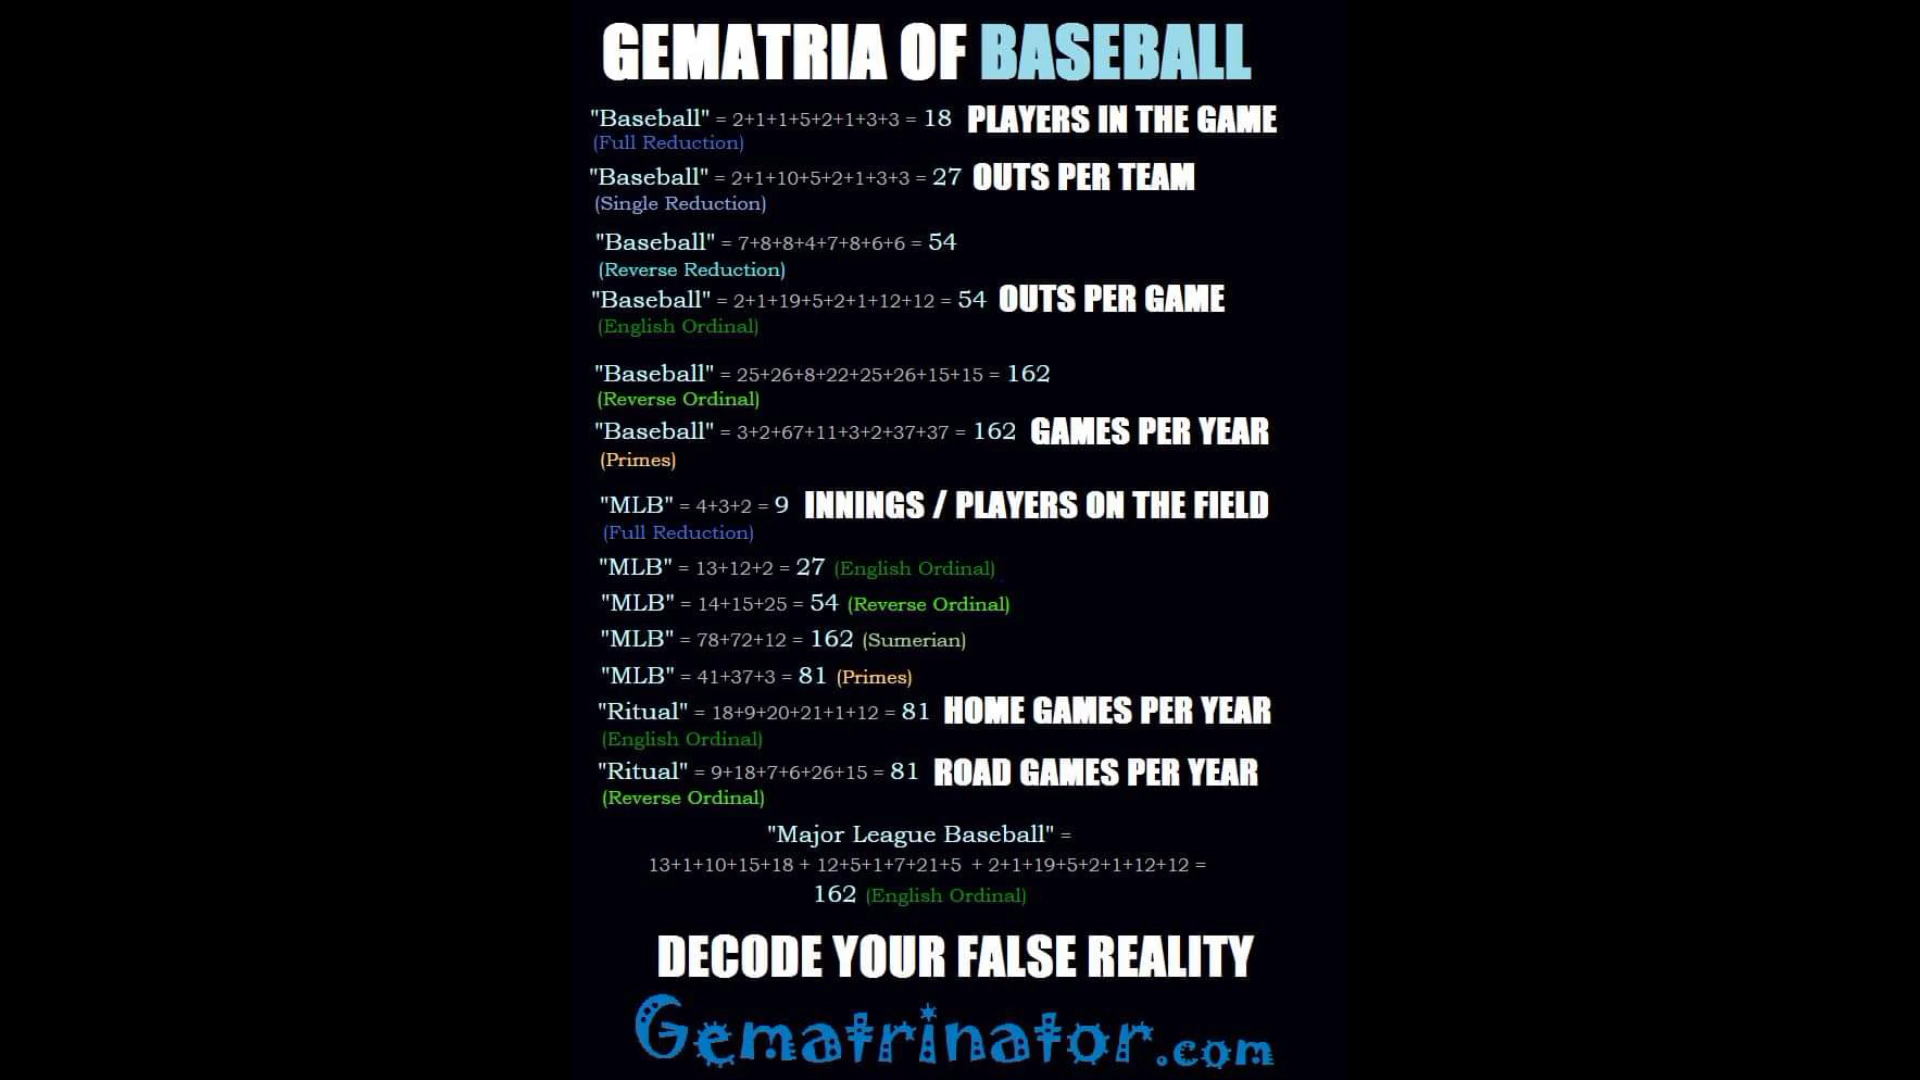 GEMATRIA OF BASEBALL
"Baseball" = 2+1+1+5+2+1+3+3 = 18 PLAYERS IN THE GAME
(Full Reduction)
"Baseball" = 2+1+10+5+2+1+3+3 = 27 OUTS PER TEAM
(Single Reduction)
"Baseball" = 7+8+8+4+7+8+6+6 = 54
(Reverse Reduction)
"Baseball" = 2+1+19+5+2+1+12+12 = 54 OUTS PER GAME
(English Ordinal)
"Baseball" = 25+26+8+22+25+26+15+15 = 162
(Reverse Ordinal)
"Baseball" = 3+2+67+11+3+2+37+37 = 162 GAMES PER YEAR
(Primes)
"MLB" = 4+3+2 = 9 INNINGS / PLAYERS ON THE FIELD
(Full Reduction)
"MLB" = 13+12+2 = 27 (English Ordinal)
"MLB" = 14+15+25 = 54 (Reverse Ordinal)
"MLB" = 78+72+12 = 162 (Sumerian)
"MLB" = 41+37+3 = 81 (Primes)
"Ritual" = 18+9+20+21+1+12 = 81 HOME GAMES PER YEAR
(English Ordinal)
"Ritual" = 9+18+7+6+26+15 = 81 ROAD GAMES PER YEAR
(Reverse Ordinal)
"Major League Baseball" =
13+1+10+15+18 + 12+5+1+7+21+5 + 2+1+19+5+2+1+12+12 =
162 (English Ordinal)
DECODE YOUR FALSE REALITY
Gematrinator.com